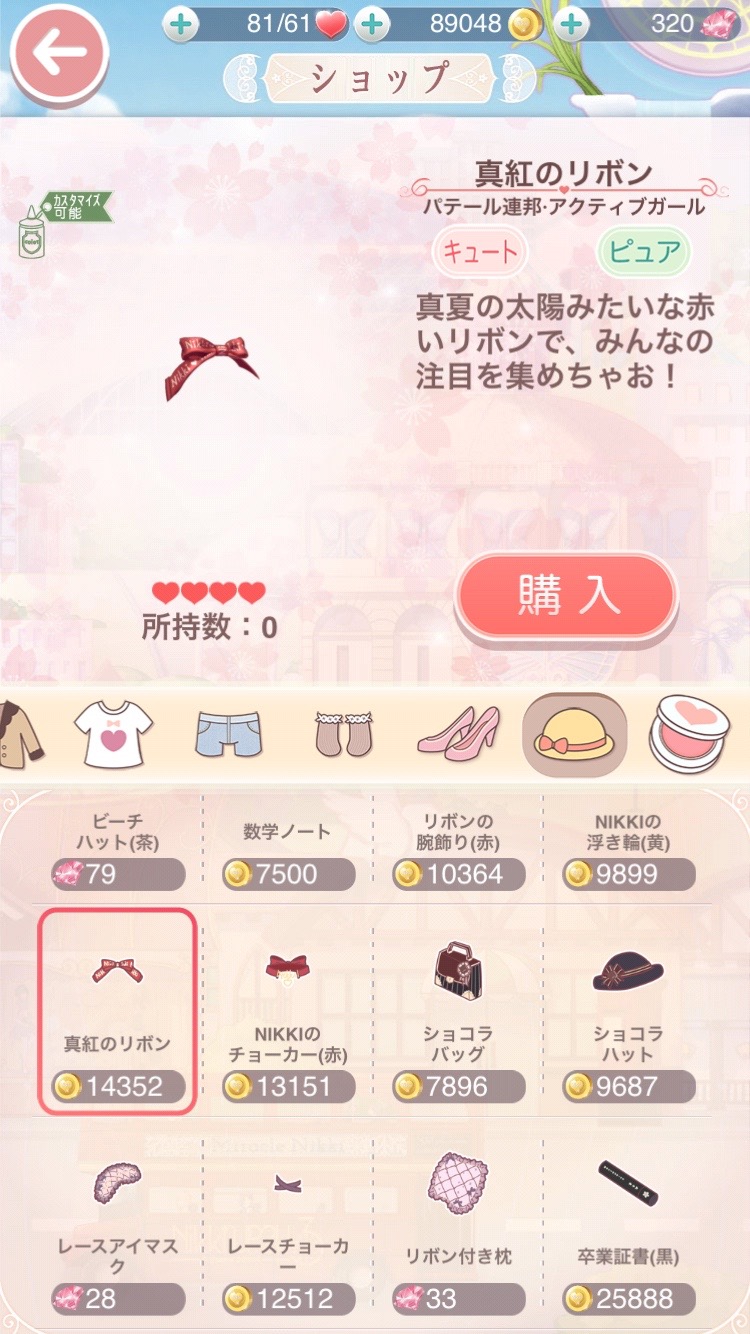 81/61
89048
320
ショップ
カスタマイズ
可能
真紅のリボン
パテール連邦·アクティブガール
キュート
ピュア
真夏の太陽みたいな赤
いリボンで、みんなの
注目を集めちゃお！
所持数：0
購入
ビーチ
ハット(茶)
79
数学ノート
7500
リボンの
腕飾り(赤)
10364
NIKKIの
浮き輪(黄)
9899
真紅のリボン
14352
NIKKIの
チョーカー(赤)
13151
ショコラ
バッグ
7896
ショコラ
ハット
9687
レースアイマス
ク
28
レースチョーカ
ー
12512
リボン付き枕
33
卒業証書(黒)
25888